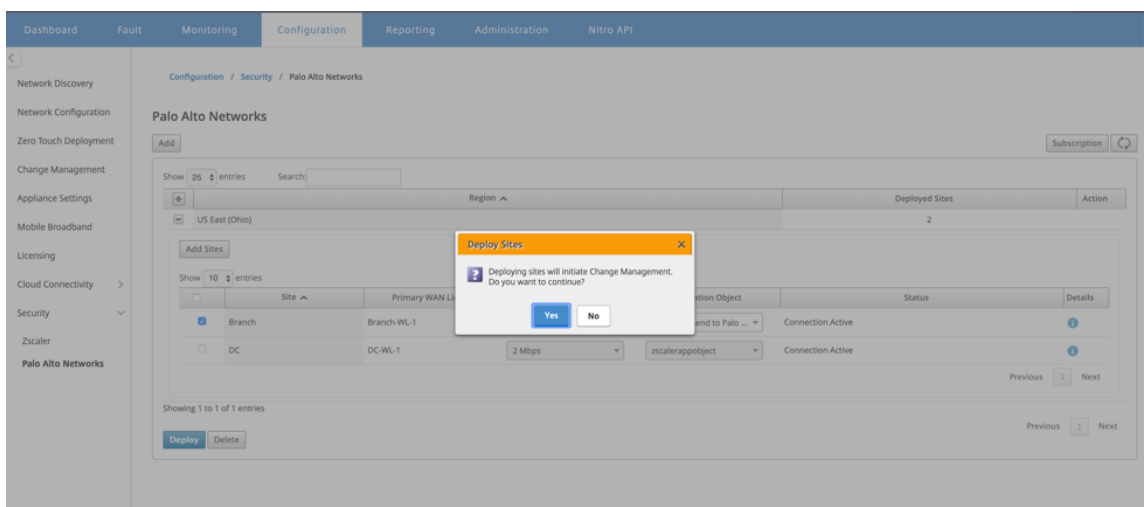 Dashboard Fault Monitoring Configuration Reporting Administration Nitro API
Network Discovery
Network Configuration
Zero Touch Deployment
Change Management
Appliance Settings
Mobile Broadband
Licensing
Cloud Connectivity
Security
Zscaler
Palo Alto Networks
Configuration / Security / Palo Alto Networks
Palo Alto Networks
Add Subscription
Show 25 entries Search:
Region Deployed Sites Action
US East (Ohio) 2
Add Sites
Show 10 entries
Site Primary WAN Object Status Details
Branch Branch-WL-1 end to Palo ... Connection Active
DC DC-WL-1 2 Mbps zscalerappobject Connection Active
Previous 1 Next
Showing 1 to 1 of 1 entries
Previous 1 Next
Deploy Delete
Deploy Sites
Deploying sites will initiate Change Management.
Do you want to continue?
Yes No